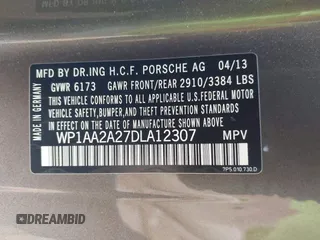 MFD BY DR.ING H.C.F. PORSCHE AG 04/13
GVWR 6173 GAWR FRONT/REAR 2910/3384 LBS
THIS VEHICLE CONFORMS TO ALL APPLICABLE U.S. FEDERAL MOTOR
VEHICLE SAFETY, BUMPER, AND THEFT PREVENTION STANDARDS IN
EFFECT ON THE DATE OF MANUFACTURE SHOWN ABOVE.
WP1AA2A27DLA12307 MPV
MADE IN GERMANY
7P5.010.730.D
DREAMBID